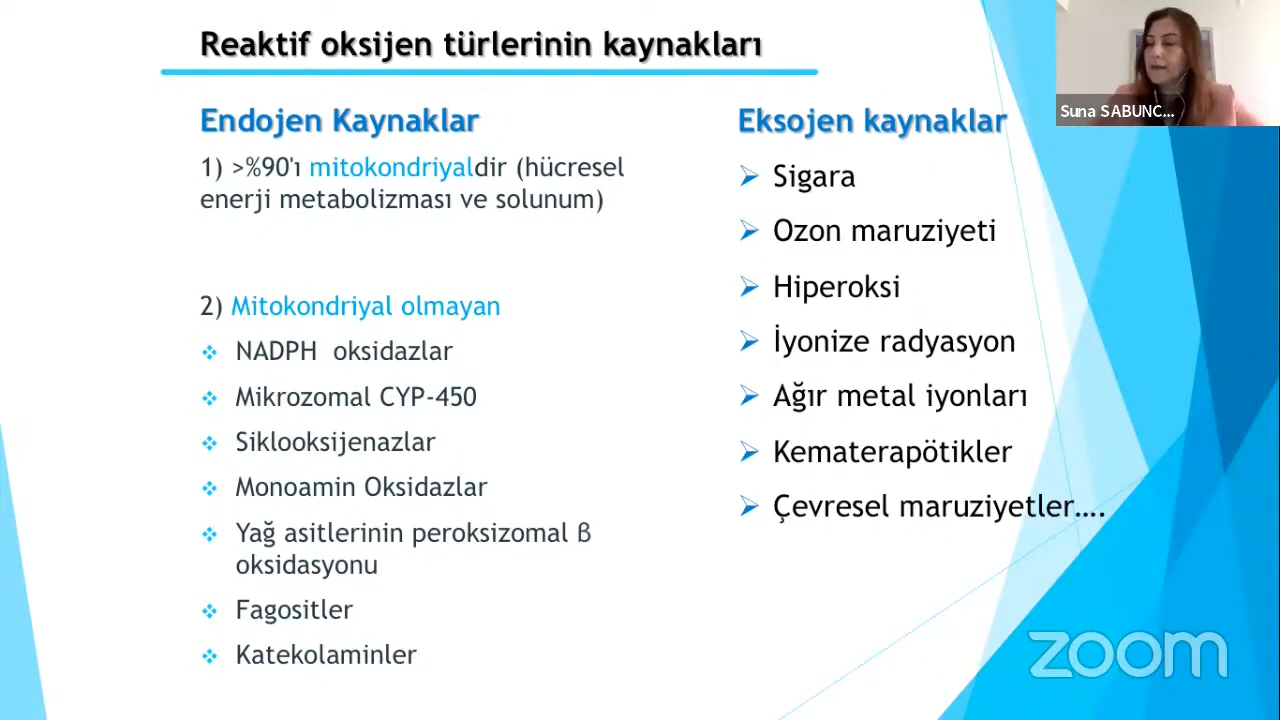 Reaktif oksijen türlerinin kaynakları
Endojen Kaynaklar
1) >%90'ı mitokondriyaldir (hücresel
enerji metabolizması ve solunum)
2) Mitokondriyal olmayan
NADPH oksidazlar
Mikrozomal CYP-450
Siklooksijenazlar
Monoamin Oksidazlar
Yağ asitlerinin peroksizomal ß
oksidasyonu
Fagositler
Katekolaminler
Eksojen kaynaklar
Sigara
Ozon maruziyeti
Hiperoksi
İyonize radyasyon
Ağır metal iyonları
Kematerapötikler
Çevresel maruziyetler....
Suna SABUNC...
zoom